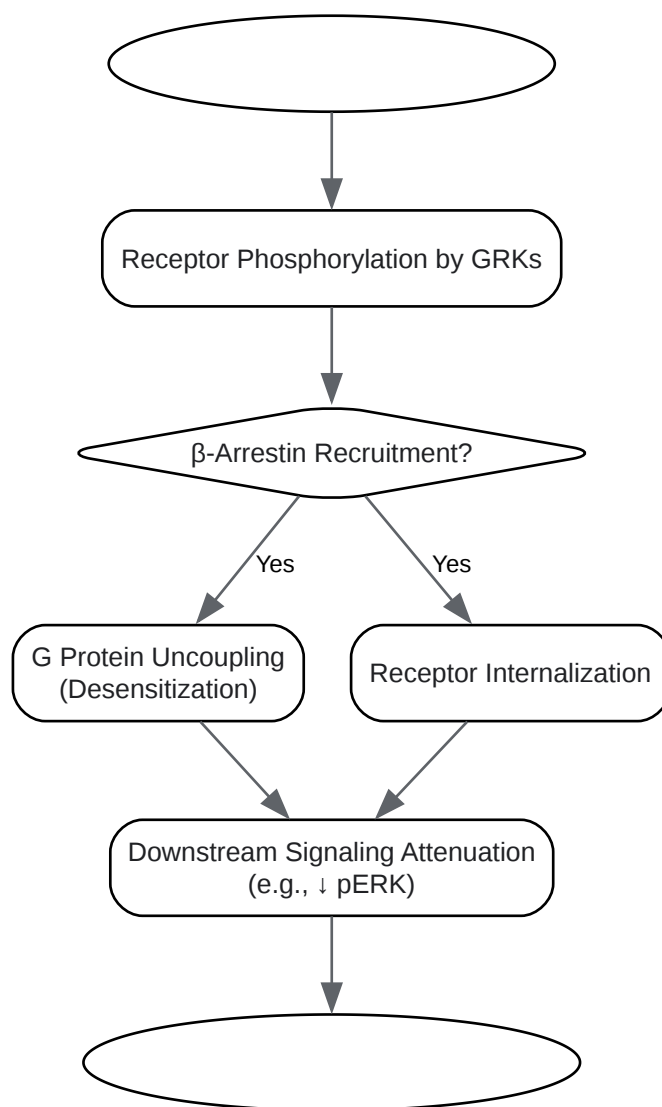 Receptor Phosphorylation by GRKs
β-Arrestin Recruitment?
Yes
Yes
G Protein Uncoupling
(Desensitization)
Receptor Internalization
Downstream Signaling Attenuation
(e.g., ↓ pERK)